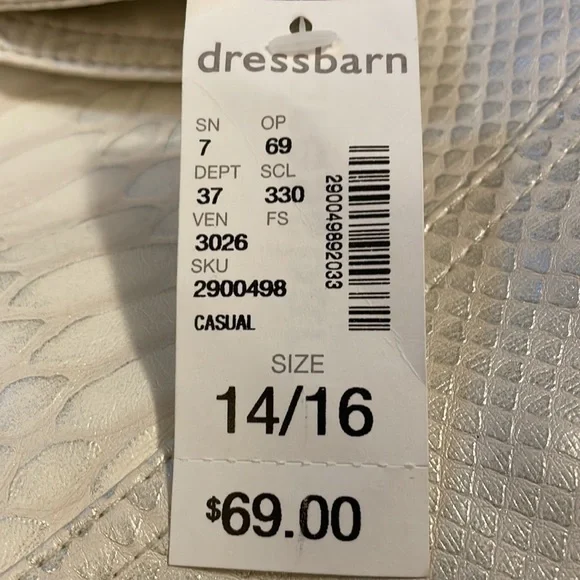 dressbarn
SN OP
7 69
DEPT SCL
37 330
VEN FS
3026
SKU
2900498
CASUAL
290049892033
SIZE
14/16
$69.00